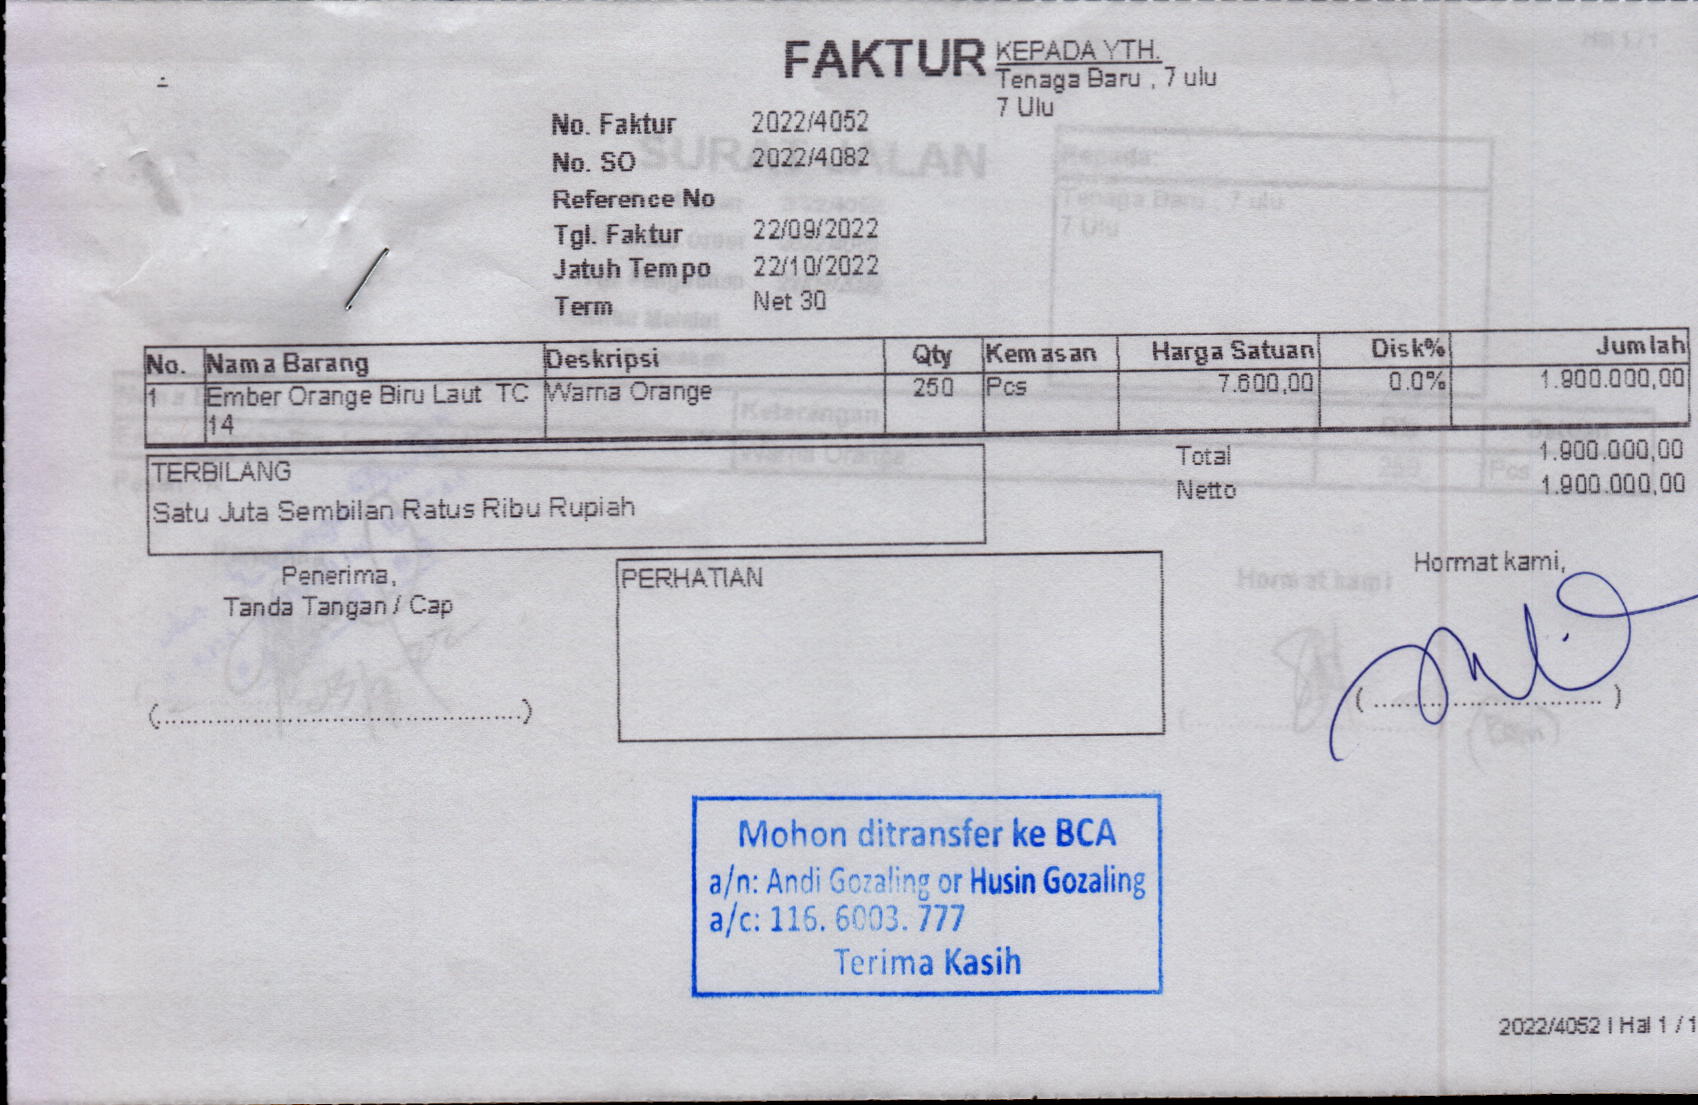 FAKTUR
KEPADA YTH.
Tenaga Baru , 7 ulu
7 Ulu
No. Faktur 2022/4052
No. SO 2022/4082
Reference No
Tgl. Faktur 22/09/2022
Jatuh Tempo 22/10/2022
Term Net 30
No. Nama Barang Deskripsi Qty Kemasan Harga Satuan Disk% Jumlah
1 Ember Orange Biru Laut TC Warna Orange 250 Pcs 7.600,00 0.0% 1.900.000,00
14
Total 1.900.000,00
Netto 1.900.000,00
TERBILANG
Satu Juta Sembilan Ratus Ribu Rupiah
Penerima,
Tanda Tangan / Cap
(................................................)
PERHATIAN
Hormat kami,
(.............................)
Mohon ditransfer ke BCA
a/n: Andi Gozaling or Husin Gozaling
a/c: 116. 6003. 777
Terima Kasih
2022/4052 I Hal 1 / 1